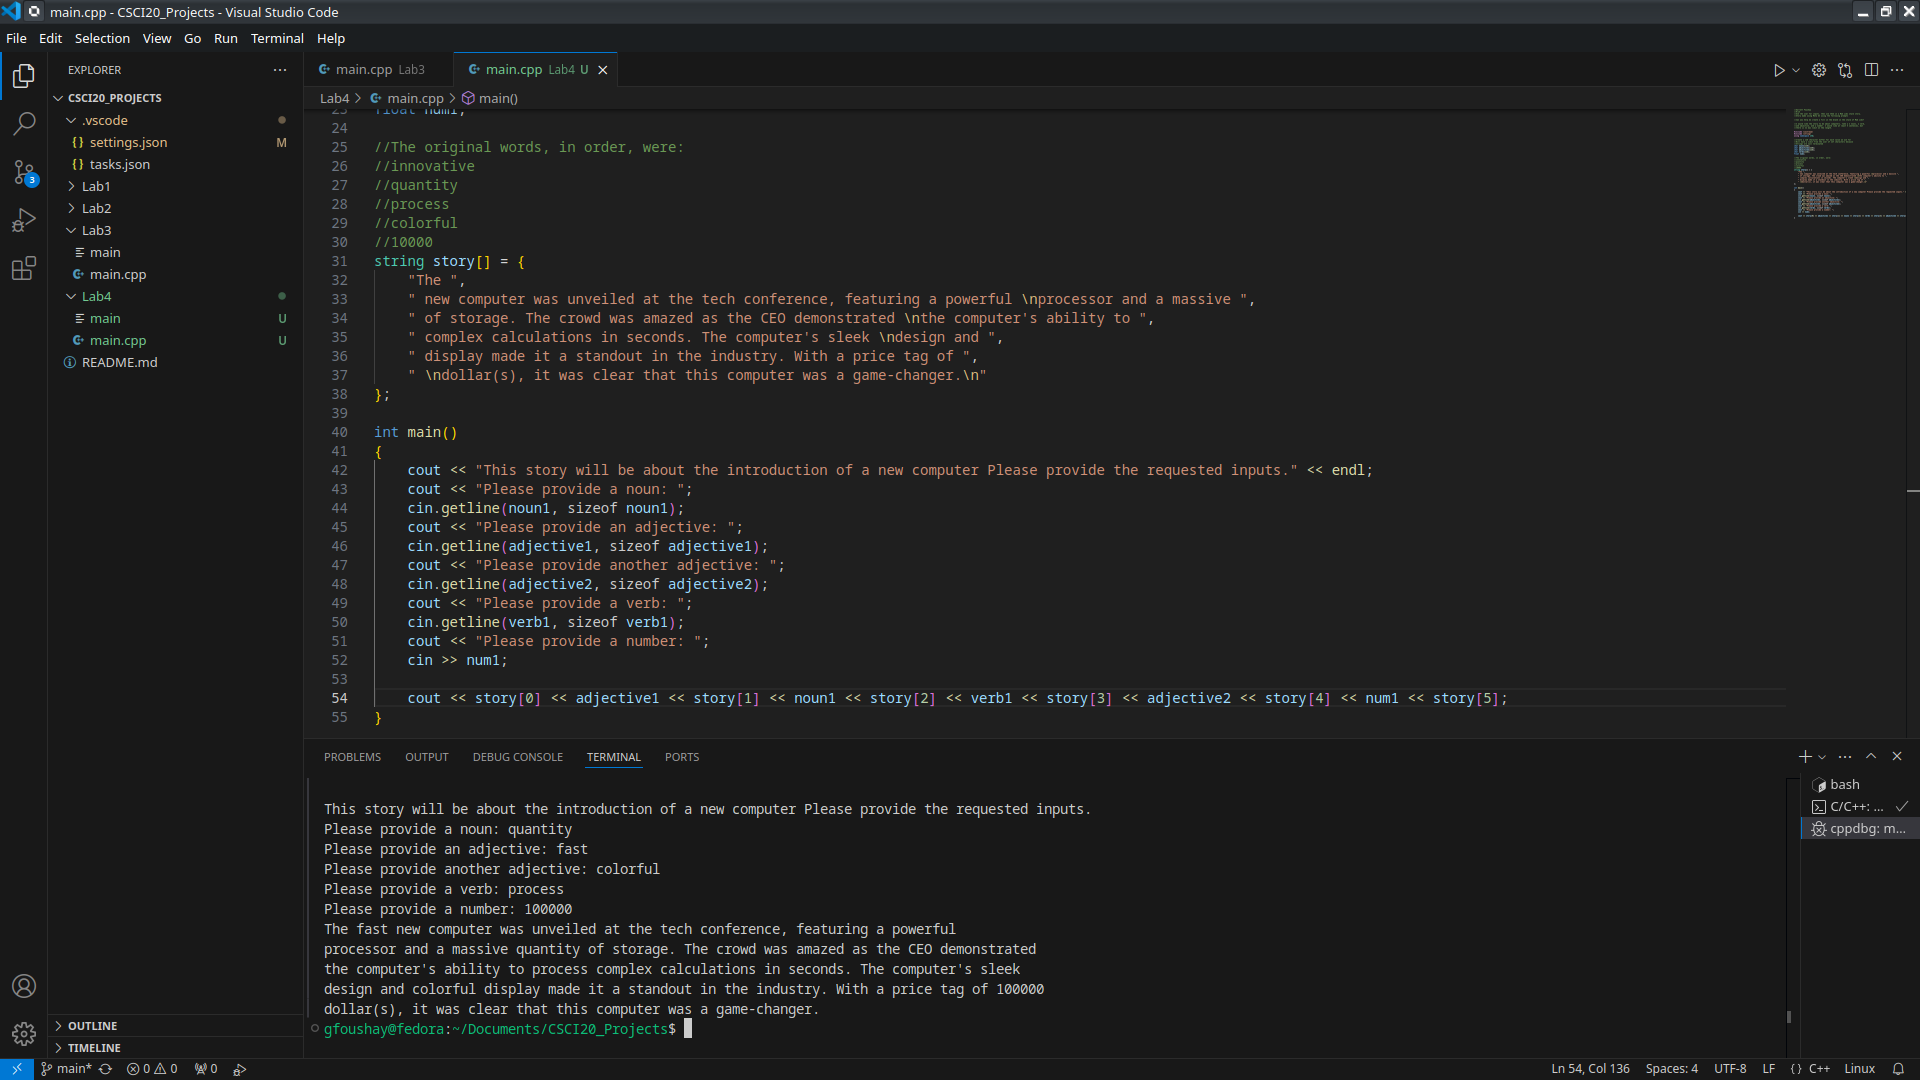 main.cpp - CSCI20_Projects - Visual Studio Code
File Edit Selection View Go Run Terminal Help
EXPLORER
CSCI20_PROJECTS
.vscode
settings.json M
tasks.json
Lab1
Lab2
Lab3
main
main.cpp
Lab4
main U
main.cpp U
README.md
OUTLINE
TIMELINE
main.cpp Lab3
main.cpp Lab4 U
Lab4 > main.cpp > main()
23 float num1;
24
25 //The original words, in order, were:
26 //innovative
27 //quantity
28 //process
29 //colorful
30 //10000
31 string story[] = {
32 "The ",
33 " new computer was unveiled at the tech conference, featuring a powerful \nprocessor and a massive ",
34 " of storage. The crowd was amazed as the CEO demonstrated \nthe computer's ability to ",
35 " complex calculations in seconds. The computer's sleek \ndesign and ",
36 " display made it a standout in the industry. With a price tag of ",
37 " \ndollar(s), it was clear that this computer was a game-changer.\n"
38 };
39
40 int main()
41 {
42 cout << "This story will be about the introduction of a new computer Please provide the requested inputs." << endl;
43 cout << "Please provide a noun: ";
44 cin.getline(noun1, sizeof noun1);
45 cout << "Please provide an adjective: ";
46 cin.getline(adjective1, sizeof adjective1);
47 cout << "Please provide another adjective: ";
48 cin.getline(adjective2, sizeof adjective2);
49 cout << "Please provide a verb: ";
50 cin.getline(verb1, sizeof verb1);
51 cout << "Please provide a number: ";
52 cin >> num1;
53
54 cout << story[0] << adjective1 << story[1] << noun1 << story[2] << verb1 << story[3] << adjective2 << story[4] << num1 << story[5];
55 }
PROBLEMS OUTPUT DEBUG CONSOLE TERMINAL PORTS
This story will be about the introduction of a new computer Please provide the requested inputs.
Please provide a noun: quantity
Please provide an adjective: fast
Please provide another adjective: colorful
Please provide a verb: process
Please provide a number: 100000
The fast new computer was unveiled at the tech conference, featuring a powerful
processor and a massive quantity of storage. The crowd was amazed as the CEO demonstrated
the computer's ability to process complex calculations in seconds. The computer's sleek
design and colorful display made it a standout in the industry. With a price tag of 100000
dollar(s), it was clear that this computer was a game-changer.
gfoushay@fedora:~/Documents/CSCI20_Projects$
bash
C/C++: ...
cppdbg: m...
3
main* 0 0 0
Ln 54, Col 136 Spaces: 4 UTF-8 LF {} C++ Linux